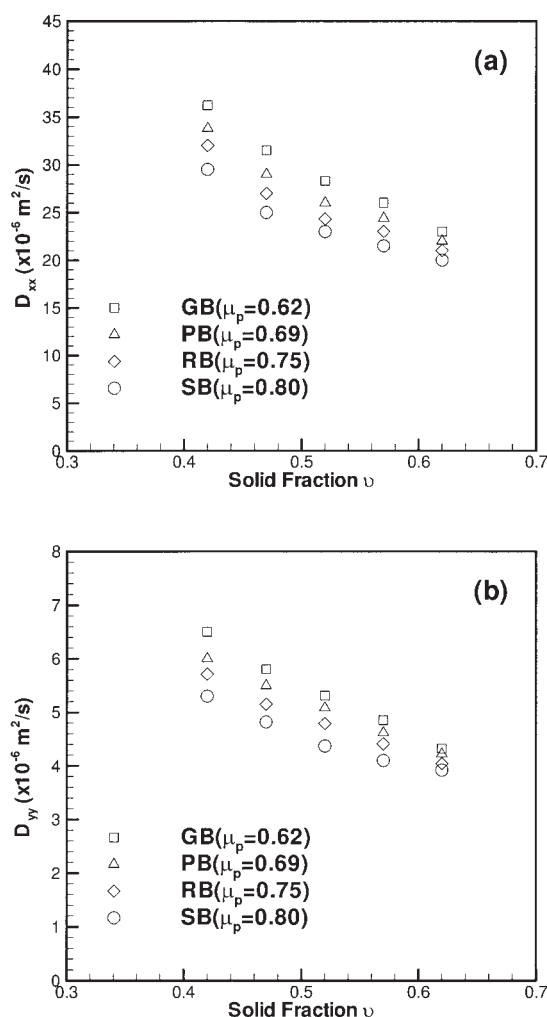 (a)
45
40
35
30
25
20
15
10
5
0
D_xx (x10^-6 m^2/s)
GB(μ_p=0.62)
PB(μ_p=0.69)
RB(μ_p=0.75)
SB(μ_p=0.80)
0.3 0.4 0.5 0.6 0.7
Solid Fraction υ
(b)
8
7
6
5
4
3
2
1
0
D_yy (x10^-6 m^2/s)
GB(μ_p=0.62)
PB(μ_p=0.69)
RB(μ_p=0.75)
SB(μ_p=0.80)
0.3 0.4 0.5 0.6 0.7
Solid Fraction υ